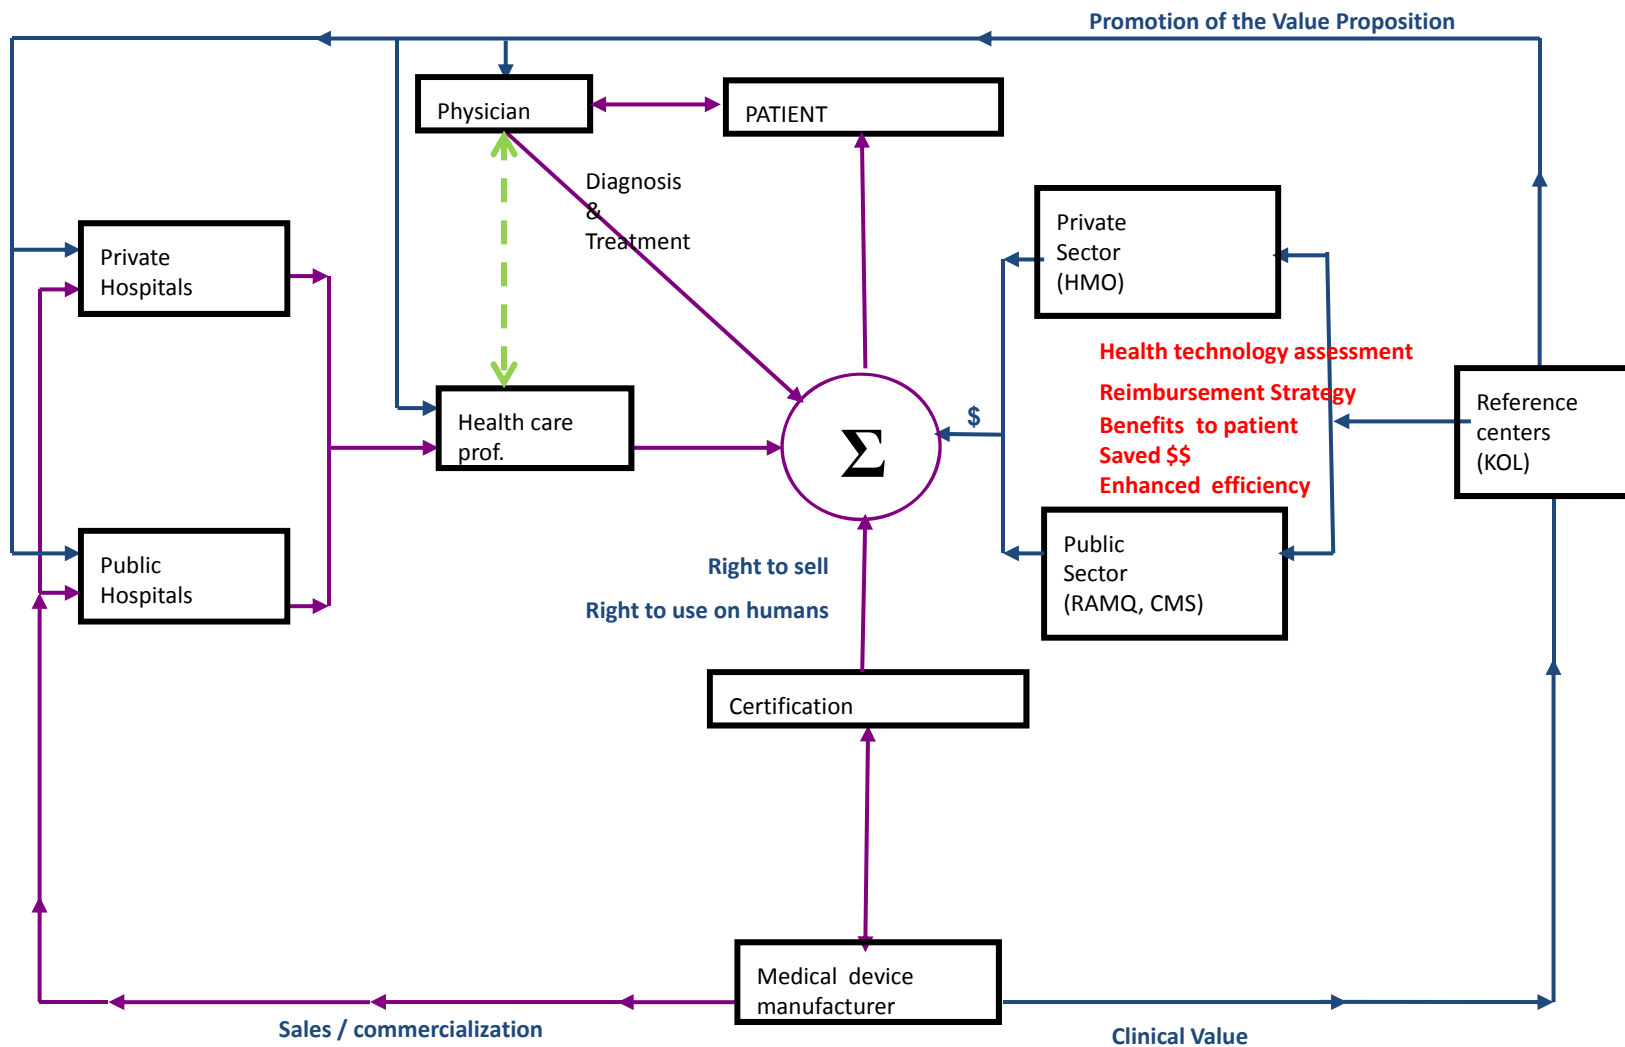 Promotion of the Value Proposition
Physician
PATIENT
Diagnosis
&
Treatment
Private
Hospitals
Private
Sector
(HMO)
Health technology assessment
Reimbursement Strategy
Benefits to patient
Saved $$
Enhanced efficiency
Reference
centers
(KOL)
Health care
prof.
Σ
$
Public
Hospitals
Public
Sector
(RAMQ, CMS)
Right to sell
Right to use on humans
Certification
Medical device
manufacturer
Sales / commercialization
Clinical Value